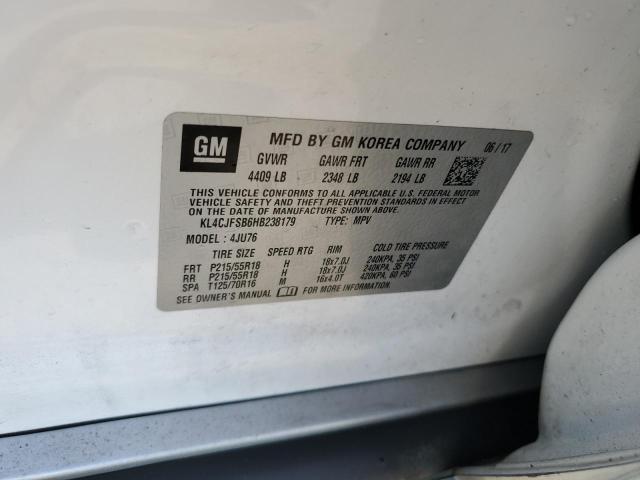 GM MFD BY GM KOREA COMPANY 06/17
GVWR GAWR FRT GAWR RR
4409 LB 2348 LB 2194 LB
THIS VEHICLE CONFORMS TO ALL APPLICABLE U.S. FEDERAL MOTOR
VEHICLE SAFETY AND THEFT PREVENTION STANDARDS IN EFFECT
ON THE DATE OF MANUFACTURE SHOWN ABOVE.
KL4CJFSB6HB238179 TYPE: MPV
MODEL: 4JU76
TIRE SIZE SPEED RTG RIM COLD TIRE PRESSURE
FRT P215/55R18 H 18x7.0J 240KPA, 35 PSI
RR P215/55R18 H 18x7.0J 240KPA, 35 PSI
SPA T125/70R16 M 16x4.0T 420KPA, 60 PSI
SEE OWNER'S MANUAL FOR MORE INFORMATION.